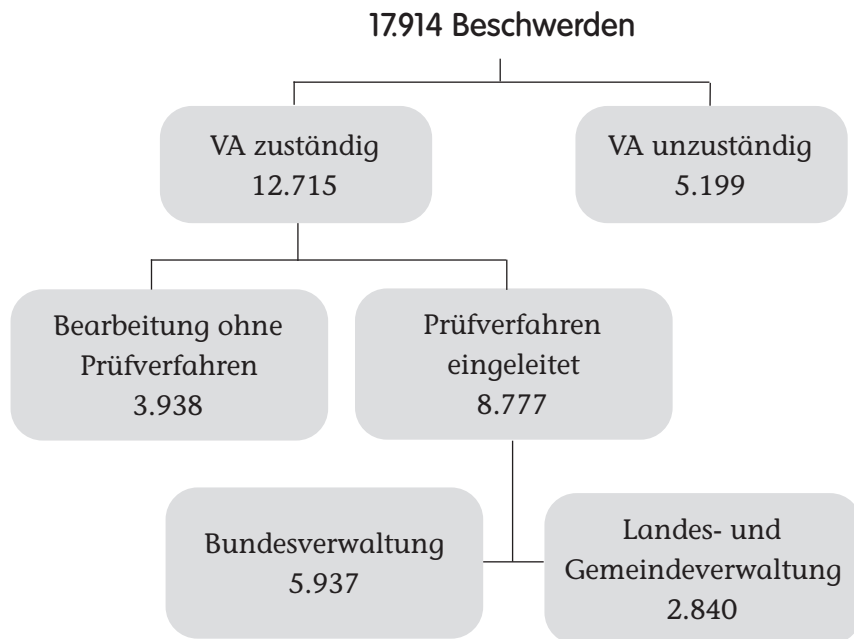 17.914 Beschwerden
VA zuständig
12.715
VA unzuständig
5.199
Bearbeitung ohne
Prüfverfahren
3.938
Prüfverfahren
eingeleitet
8.777
Bundesverwaltung
5.937
Landes- und
Gemeindeverwaltung
2.840